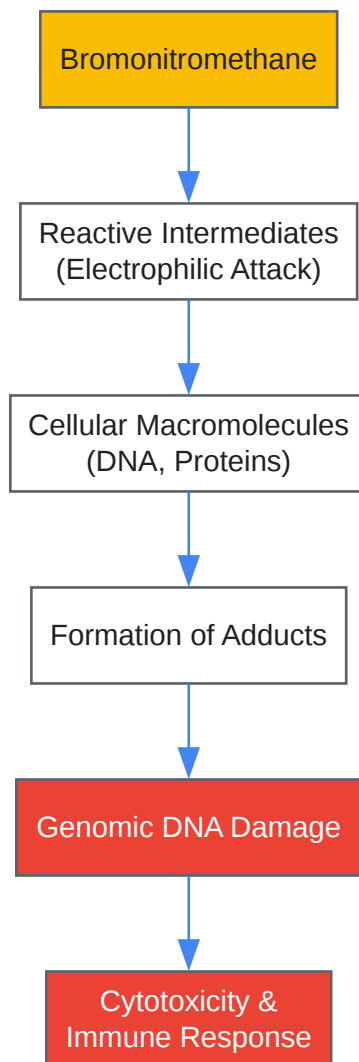 Bromonitromethane
Reactive Intermediates
(Electrophilic Attack)
Cellular Macromolecules
(DNA, Proteins)
Formation of Adducts
Genomic DNA Damage
Cytotoxicity &
Immune Response